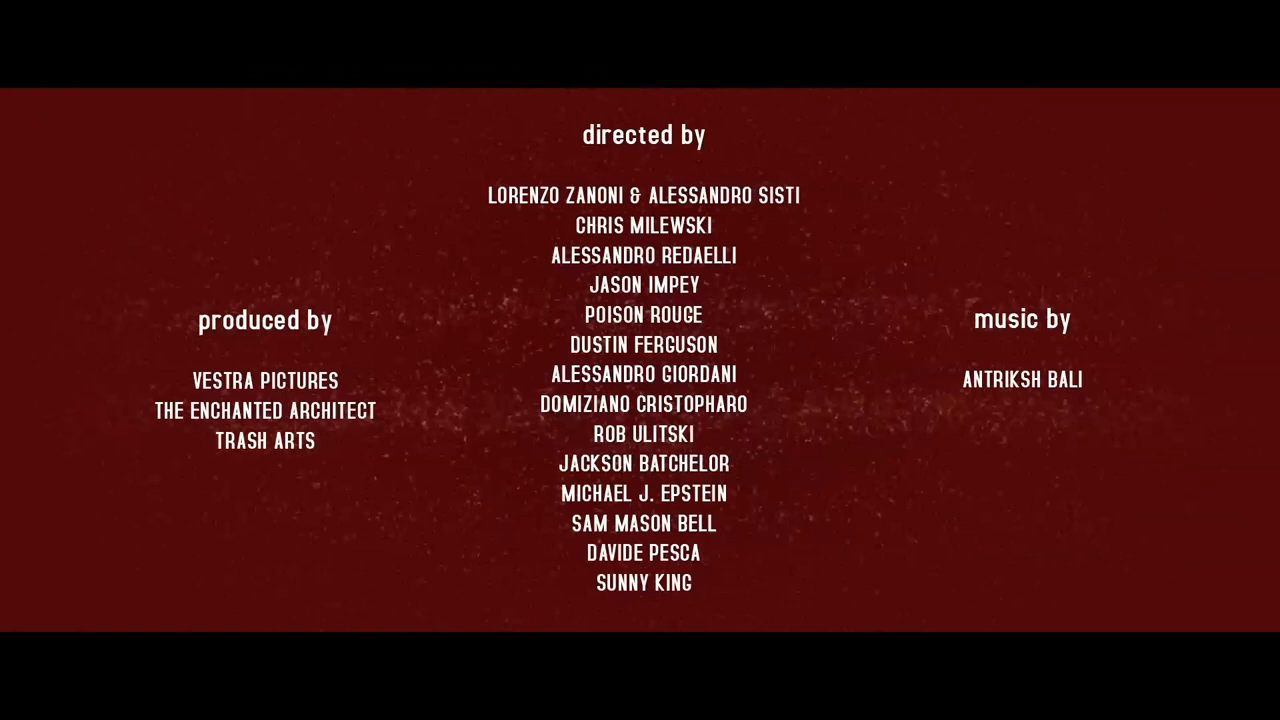 directed by
LORENZO ZANONI & ALESSANDRO SISTI
CHRIS MILEWSKI
ALESSANDRO REDAELLI
JASON IMPEY
POISON ROUGE
DUSTIN FERGUSON
ALESSANDRO GIORDANI
DOMIZIANO CRISTOPHARO
ROB ULITSKI
JACKSON BATCHELOR
MICHAEL J. EPSTEIN
SAM MASON BELL
DAVIDE PESCA
SUNNY KING
produced by
VESTRA PICTURES
THE ENCHANTED ARCHITECT
TRASH ARTS
music by
ANTRIKSH BALI